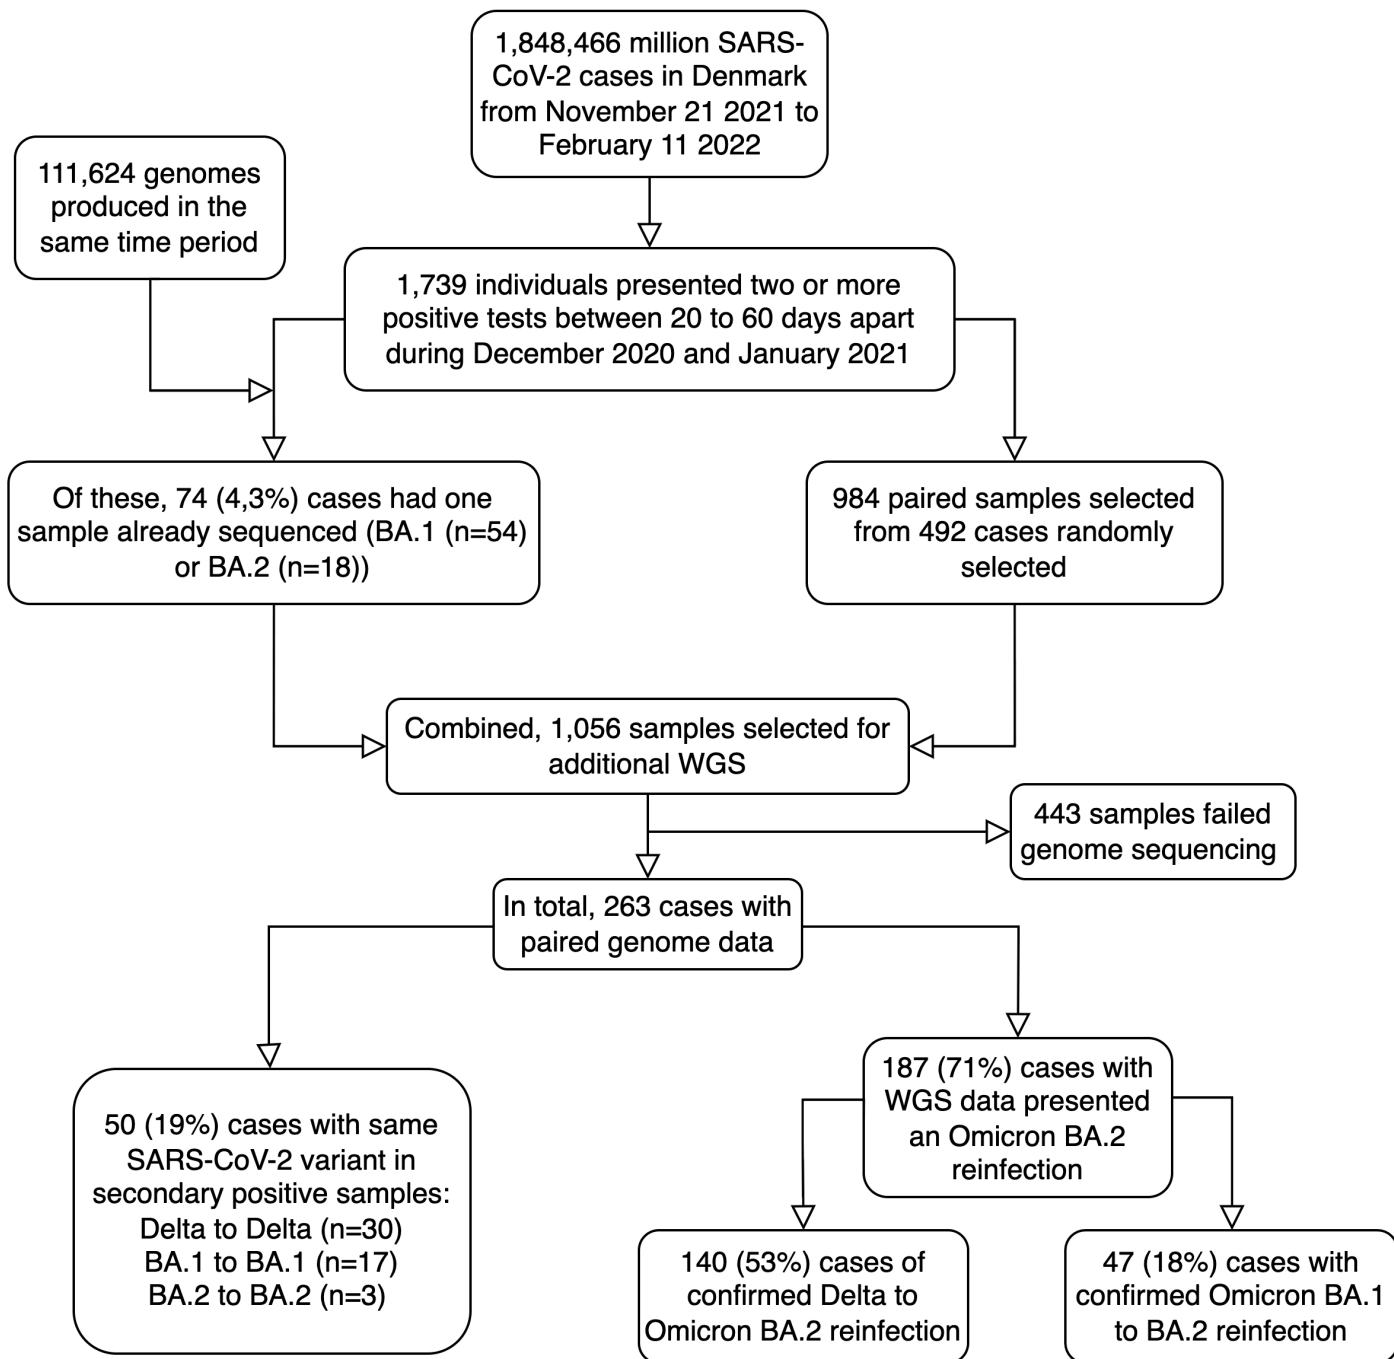 1,848,466 million SARS-
CoV-2 cases in Denmark
from November 21 2021 to
February 11 2022
111,624 genomes
produced in the
same time period
1,739 individuals presented two or more
positive tests between 20 to 60 days apart
during December 2020 and January 2021
Of these, 74 (4,3%) cases had one
sample already sequenced (BA.1 (n=54)
or BA.2 (n=18))
984 paired samples selected
from 492 cases randomly
selected
Combined, 1,056 samples selected for
additional WGS
443 samples failed
genome sequencing
In total, 263 cases with
paired genome data
50 (19%) cases with same
SARS-CoV-2 variant in
secondary positive samples:
Delta to Delta (n=30)
BA.1 to BA.1 (n=17)
BA.2 to BA.2 (n=3)
187 (71%) cases with
WGS data presented
an Omicron BA.2
reinfection
140 (53%) cases of
confirmed Delta to
Omicron BA.2 reinfection
47 (18%) cases with
confirmed Omicron BA.1
to BA.2 reinfection